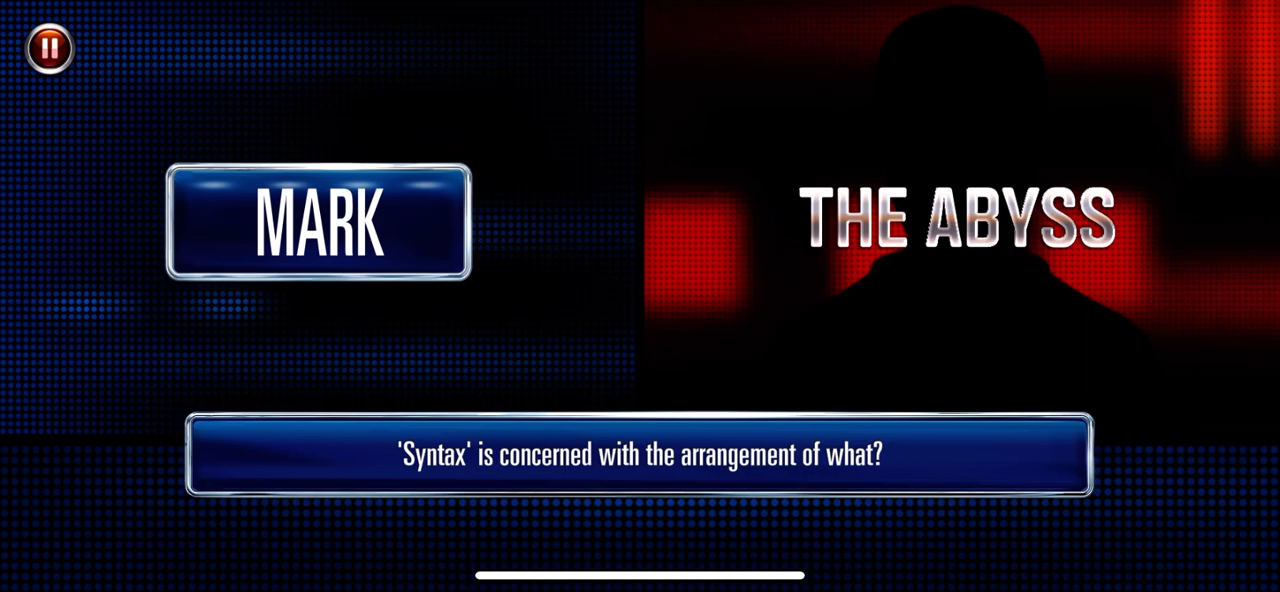 MARK
THE ABYSS
'Syntax' is concerned with the arrangement of what?